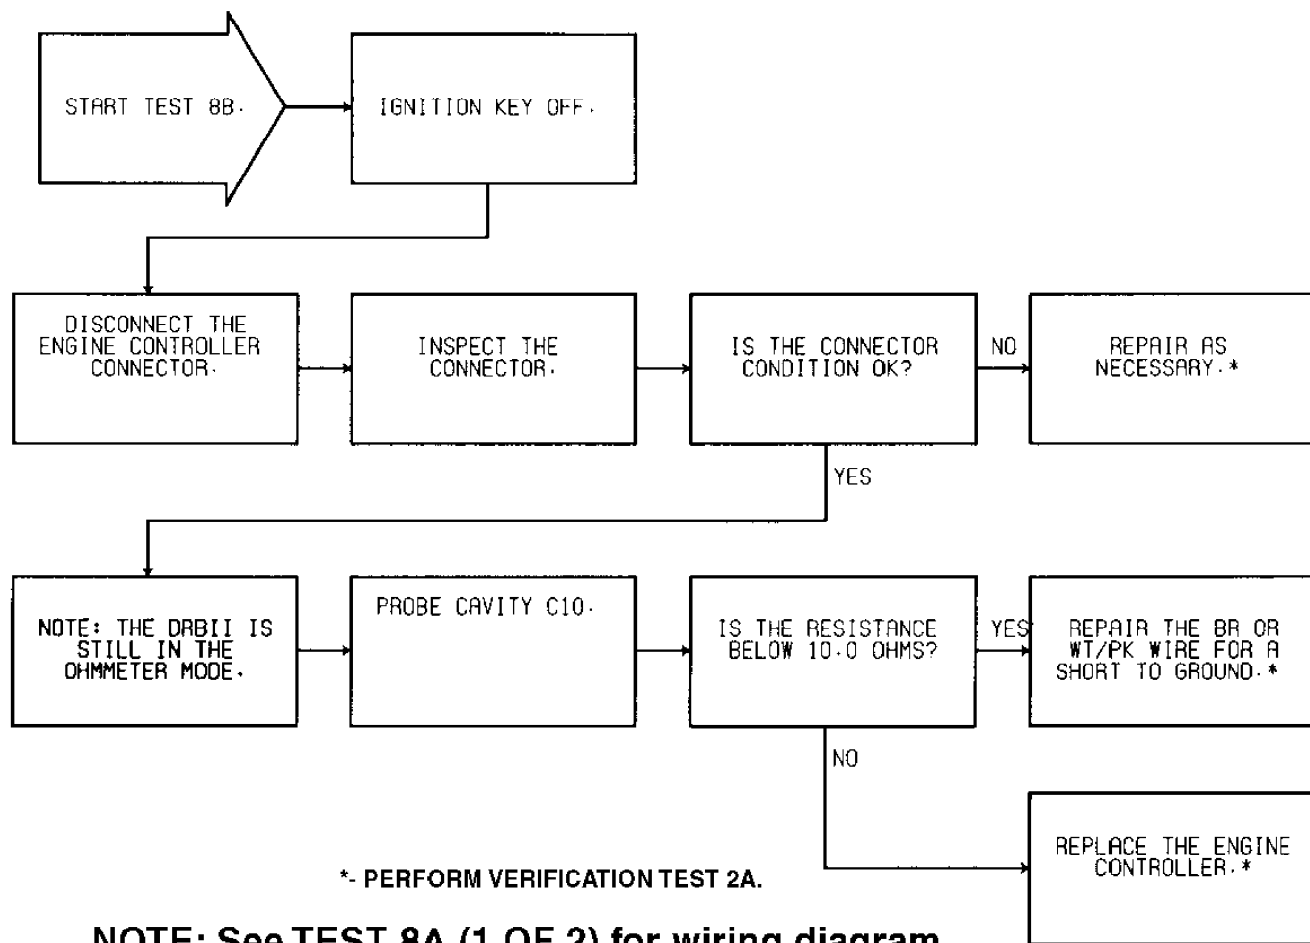 START TEST 8B.
IGNITION KEY OFF.
DISCONNECT THE
ENGINE CONTROLLER
CONNECTOR.
INSPECT THE
CONNECTOR.
IS THE CONNECTOR
CONDITION OK?
NO
REPAIR AS
NECESSARY.*
YES
NOTE: THE DRBII IS
STILL IN THE
OHMMETER MODE.
PROBE CAVITY C10.
IS THE RESISTANCE
BELOW 10.0 OHMS?
YES
REPAIR THE BR OR
WT/PK WIRE FOR A
SHORT TO GROUND.*
NO
REPLACE THE ENGINE
CONTROLLER.*
*- PERFORM VERIFICATION TEST 2A.
NOTE: See TEST 8A (1 OF 2) for wiring diagram